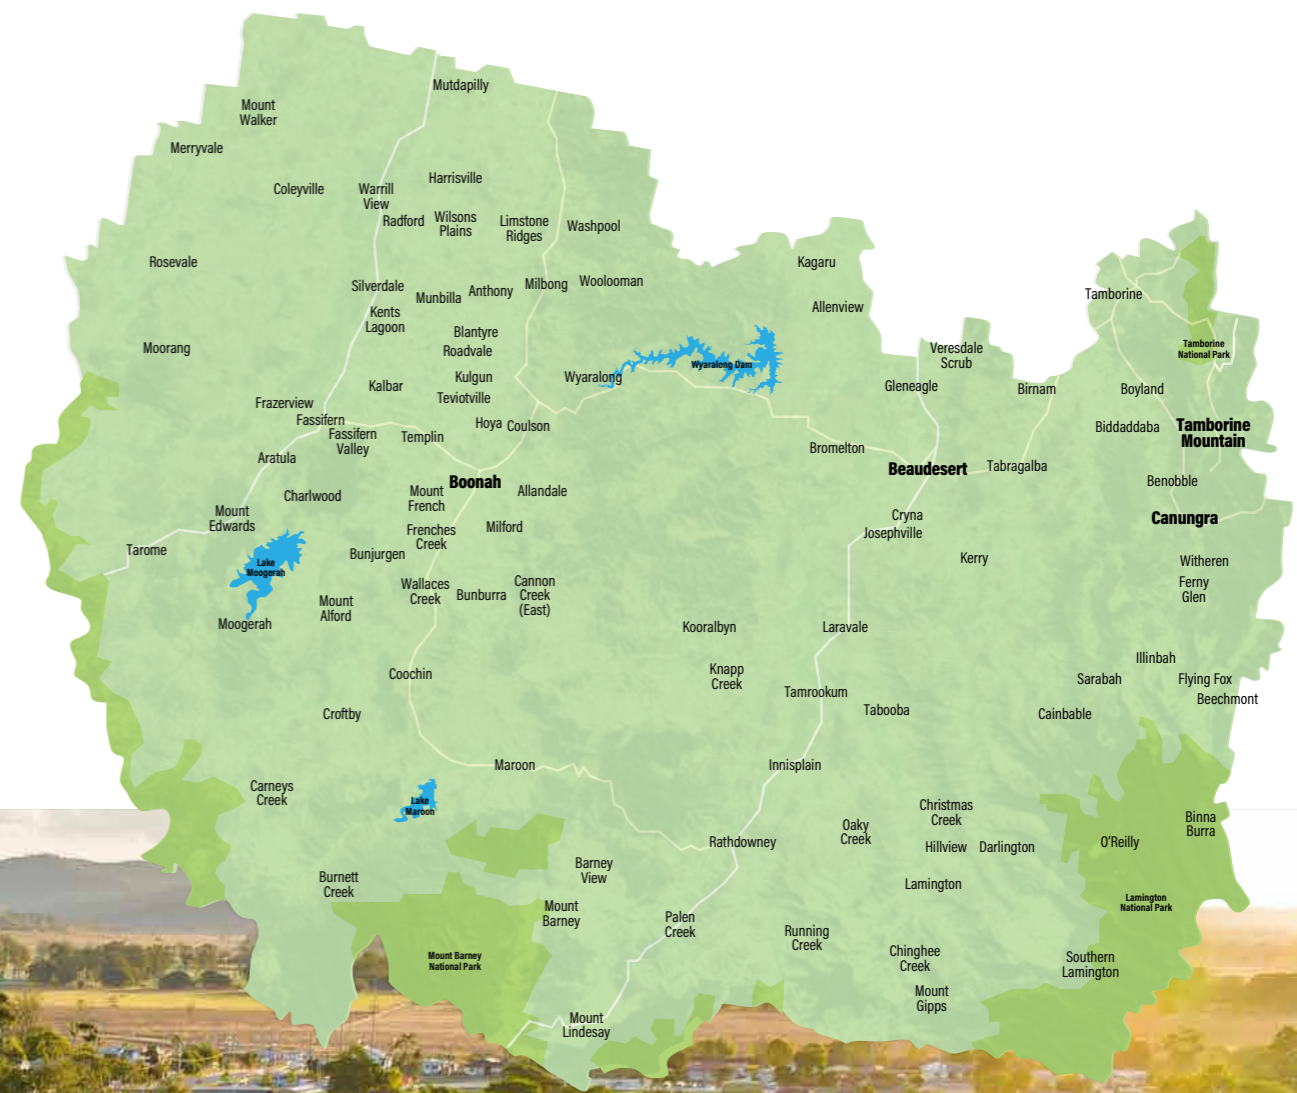 Mutdapilly
Mount
Walker
Merryvale
Harrisville
Coleyville
Warrill
View
Radford
Wilsons
Plains
Limstone
Ridges
Washpool
Rosevale
Kagaru
Silverdale
Munbilla
Anthony
Milbong
Woolooman
Tamborine
Allenview
Kents
Lagoon
Blantyre
Roadvale
Moorang
Veresdale
Scrub
Tamborine
National Park
Wyaralong Dam
Kalbar
Kulgun
Wyaralong
Teviotville
Gleneagle
Birnam
Boyland
Frazerview
Fassifern
Fassifern
Valley
Templin
Hoya
Coulson
Biddaddaba
Tamborine
Mountain
Aratula
Bromelton
Beaudesert
Tabragalba
Boonah
Benobble
Charlwood
Mount
French
Allandale
Mount
Edwards
Canungra
Cryna
Josephville
Frenches
Creek
Milford
Tarome
Bunjurgen
Lake
Moogerah
Kerry
Witheren
Ferny
Glen
Wallaces
Creek
Bunburra
Cannon
Creek
(East)
Mount
Alford
Moogerah
Kooralbyn
Laravale
Illinbah
Coochin
Knapp
Creek
Tamrookum
Sarabah
Flying Fox
Beechmont
Croftby
Tabooba
Cainbable
Maroon
Innisplain
Carneys
Creek
Lake
Maroon
Christmas
Creek
Binna
Burra
Oaky
Creek
Rathdowney
Hillview
Darlington
O'Reilly
Barney
View
Burnett
Creek
Lamington
Lamington
National Park
Mount
Barney
Palen
Creek
Running
Creek
Mount Barney
National Park
Chinghee
Creek
Southern
Lamington
Mount
Gipps
Mount
Lindesay